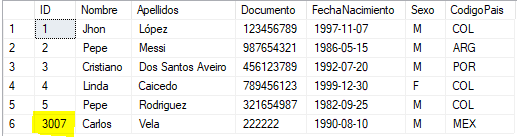 ID Nombre Apellidos Documento FechaNacimiento Sexo CodigoPais
1 1 Jhon López 123456789 1997-11-07 M COL
2 2 Pepe Messi 987654321 1986-05-15 M ARG
3 3 Cristiano Dos Santos Aveiro 456123789 1992-07-20 M POR
4 4 Linda Caicedo 789456123 1999-12-30 F COL
5 5 Pepe Rodriguez 321654987 1982-09-25 M COL
6 3007 Carlos Vela 222222 1990-08-10 M MEX